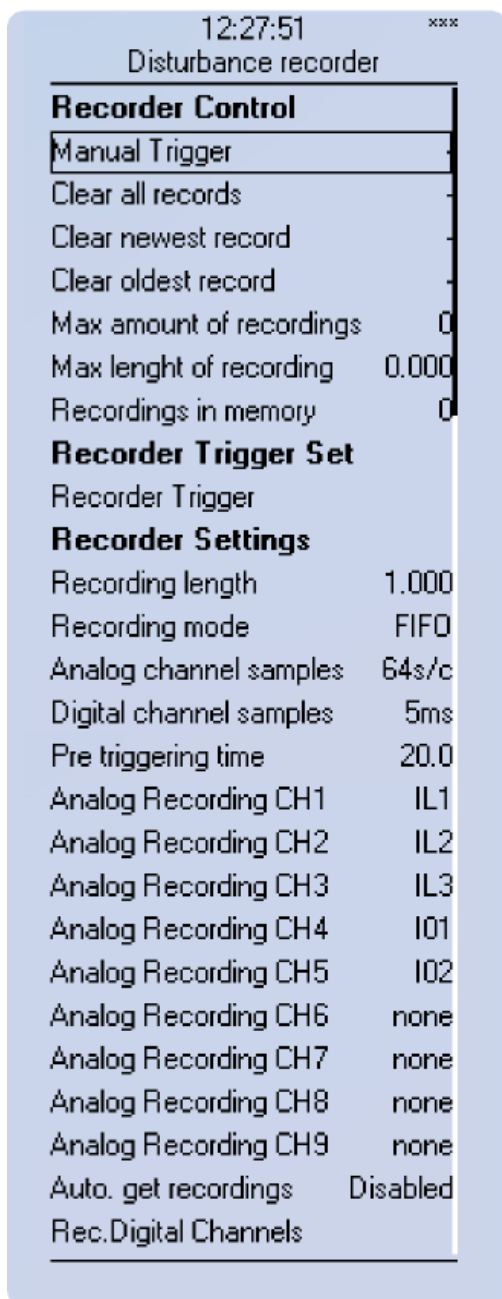 12:27:51 ***
Disturbance recorder
Recorder Control
Manual Trigger -
Clear all records -
Clear newest record -
Clear oldest record -
Max amount of recordings 0
Max lenght of recording 0.000
Recordings in memory 0
Recorder Trigger Set
Recorder Trigger
Recorder Settings
Recording length 1.000
Recording mode FIFO
Analog channel samples 64s/c
Digital channel samples 5ms
Pre triggering time 20.0
Analog Recording CH1 IL1
Analog Recording CH2 IL2
Analog Recording CH3 IL3
Analog Recording CH4 I01
Analog Recording CH5 I02
Analog Recording CH6 none
Analog Recording CH7 none
Analog Recording CH8 none
Analog Recording CH9 none
Auto. get recordings Disabled
Rec.Digital Channels